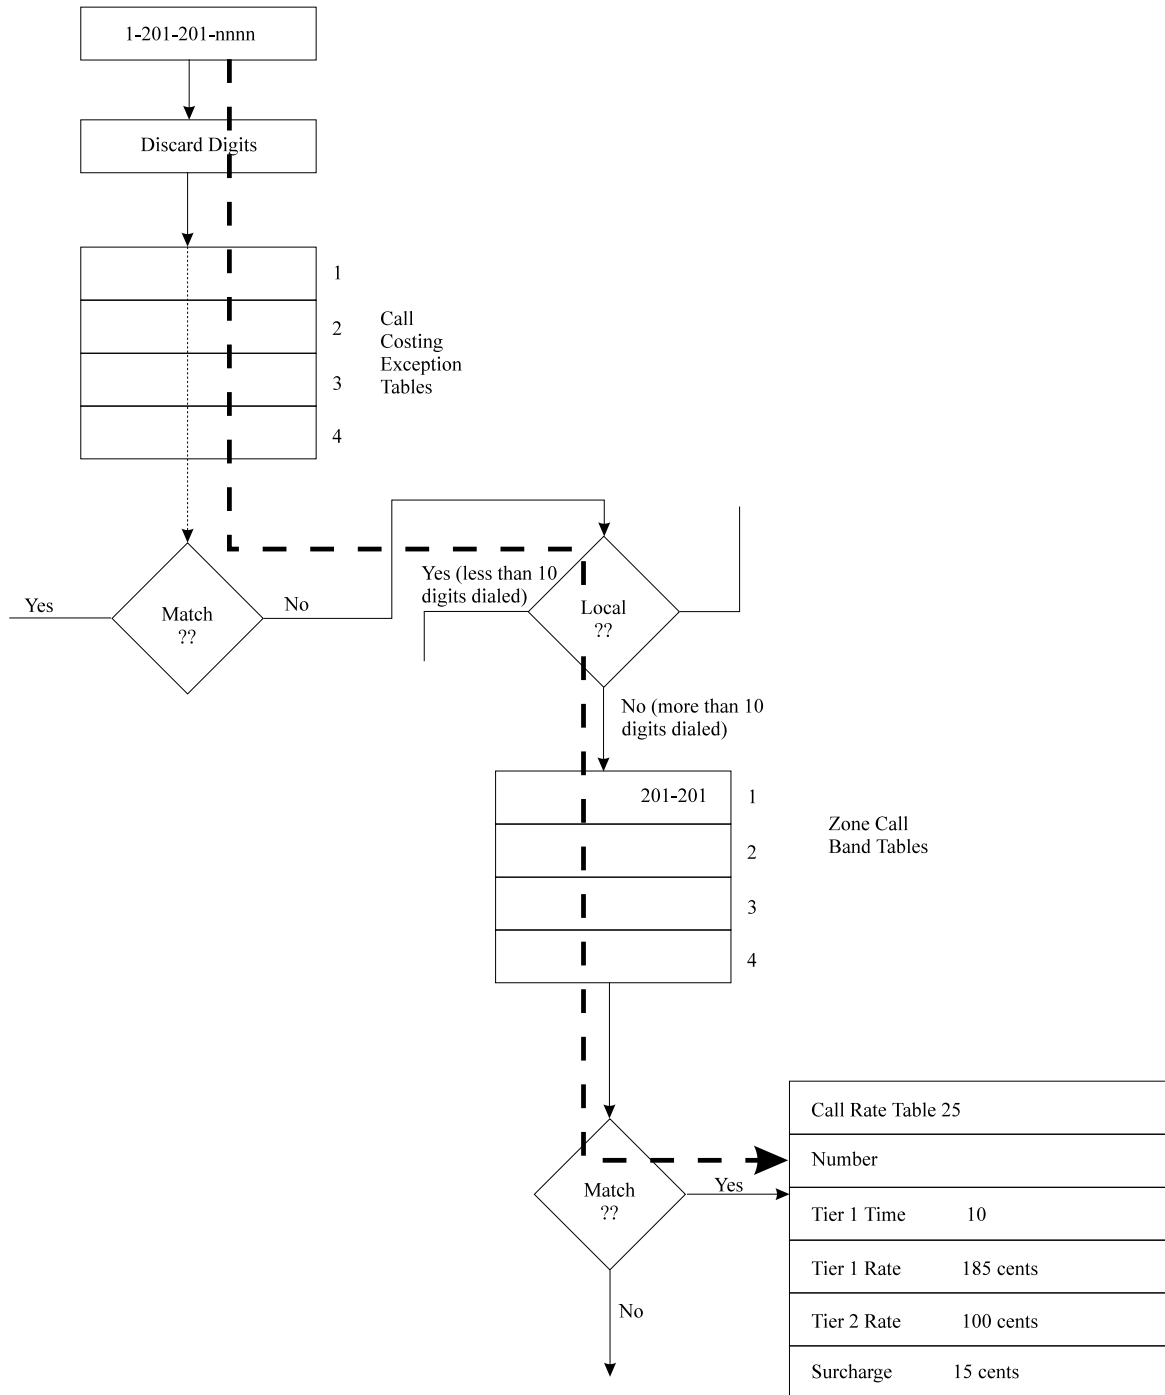 1-201-201-nnnn
Discard Digits
1
2
3
4
Call
Costing
Exception
Tables
Yes
Match
??
No
Yes (less than 10
digits dialed)
Local
??
No (more than 10
digits dialed)
201-201
1
2
3
4
Zone Call
Band Tables
Match
??
Yes
No
Call Rate Table 25
Number
Tier 1 Time 10
Tier 1 Rate 185 cents
Tier 2 Rate 100 cents
Surcharge 15 cents